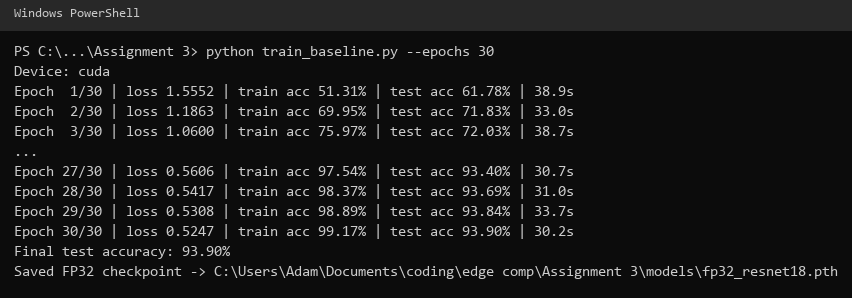 Windows PowerShell
PS C:\...\Assignment 3> python train_baseline.py --epochs 30
Device: cuda
Epoch  1/30 | loss 1.5552 | train acc 51.31% | test acc 61.78% | 38.9s
Epoch  2/30 | loss 1.1863 | train acc 69.95% | test acc 71.83% | 33.0s
Epoch  3/30 | loss 1.0600 | train acc 75.97% | test acc 72.03% | 38.7s
...
Epoch 27/30 | loss 0.5606 | train acc 97.54% | test acc 93.40% | 30.7s
Epoch 28/30 | loss 0.5417 | train acc 98.37% | test acc 93.69% | 31.0s
Epoch 29/30 | loss 0.5308 | train acc 98.89% | test acc 93.84% | 33.7s
Epoch 30/30 | loss 0.5247 | train acc 99.17% | test acc 93.90% | 30.2s
Final test accuracy: 93.90%
Saved FP32 checkpoint -> C:\Users\Adam\Documents\coding\edge comp\Assignment 3\models\fp32_resnet18.pth